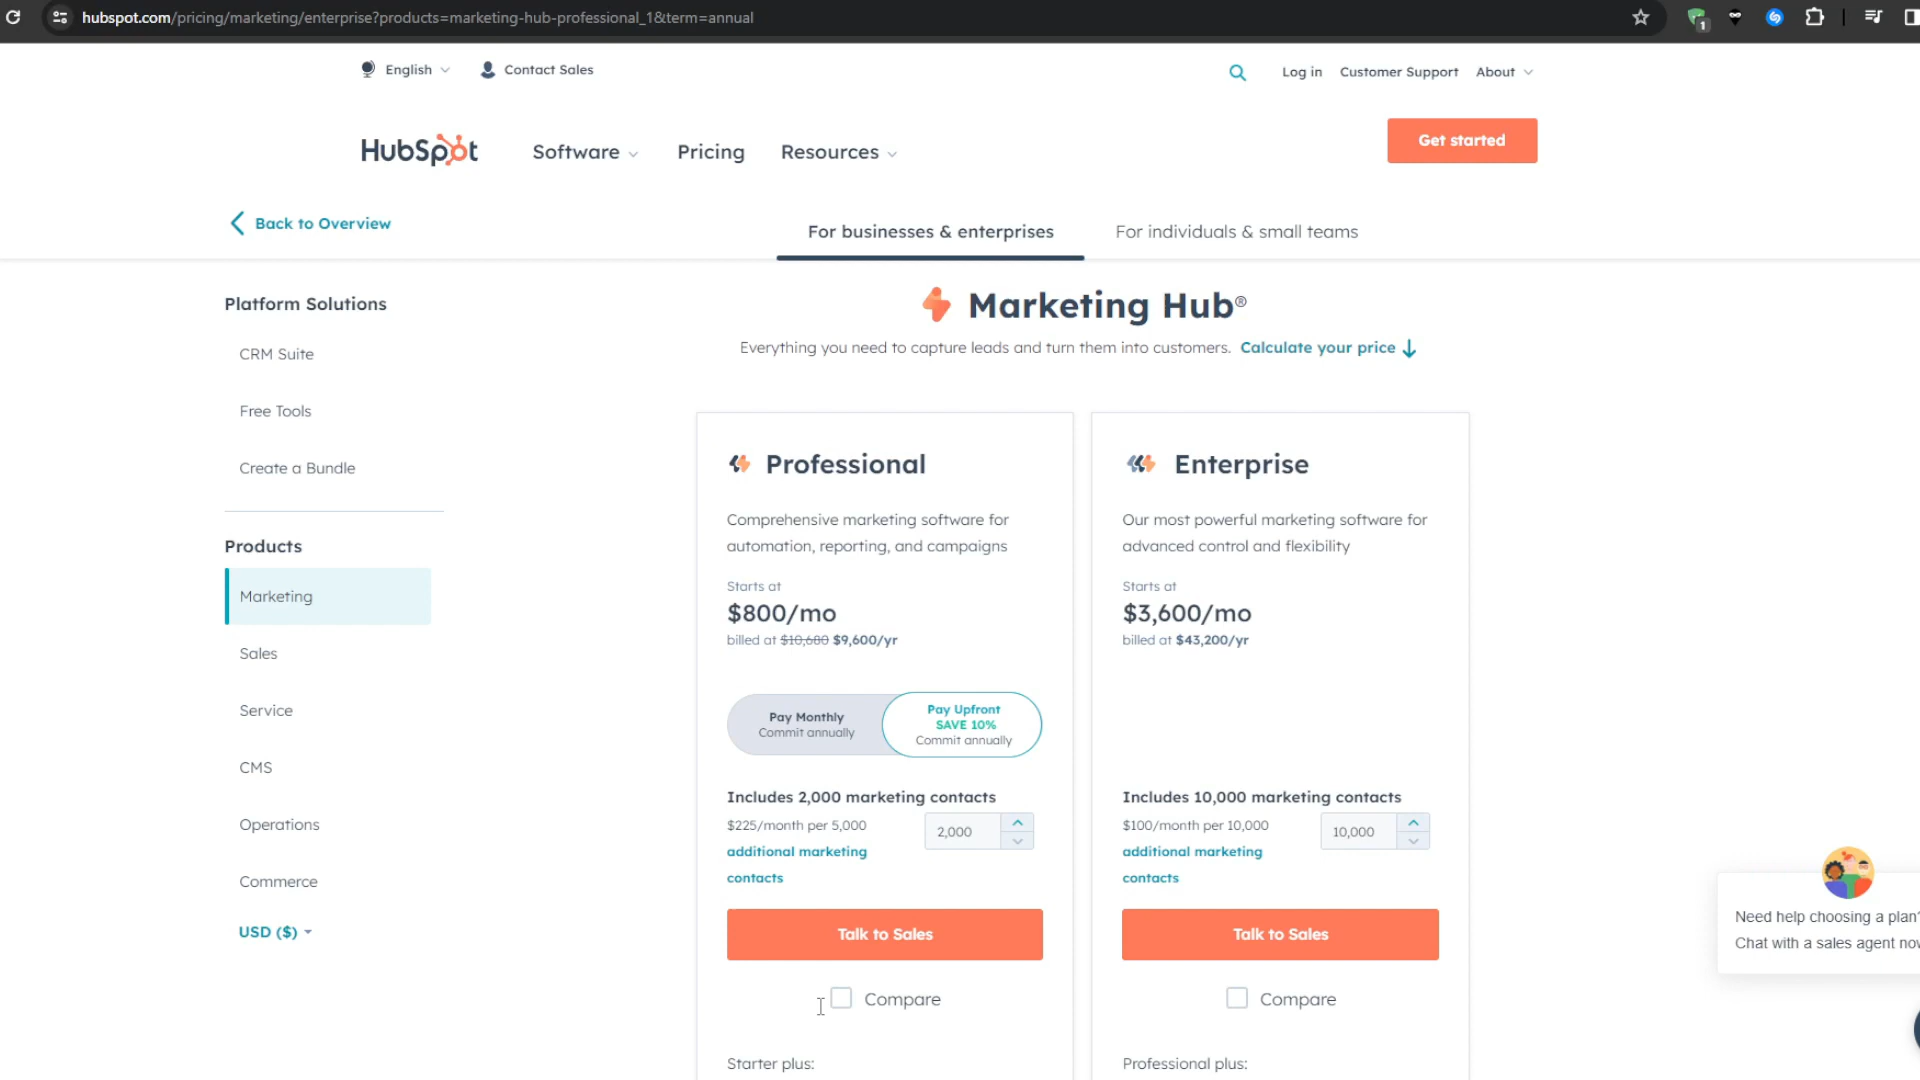 hubspot.com/pricing/marketing/enterprise?products=marketing-hub-professional_1&term=annual
1
English
Contact Sales
Log in
Customer Support
About
HubSpot
Software
Pricing
Resources
Get started
Back to Overview
For businesses & enterprises
For individuals & small teams
Platform Solutions
CRM Suite
Free Tools
Create a Bundle
Products
Marketing
Sales
Service
CMS
Operations
Commerce
USD ($)
Marketing Hub®
Everything you need to capture leads and turn them into customers. Calculate your price
Professional
Comprehensive marketing software for
automation, reporting, and campaigns
Starts at
$800/mo
billed at $10,680 $9,600/yr
Pay Monthly
Commit annually
Pay Upfront
SAVE 10%
Commit annually
Includes 2,000 marketing contacts
$225/month per 5,000
additional marketing
contacts
2,000
Talk to Sales
Compare
Starter plus:
Enterprise
Our most powerful marketing software for
advanced control and flexibility
Starts at
$3,600/mo
billed at $43,200/yr
Includes 10,000 marketing contacts
$100/month per 10,000
additional marketing
contacts
10,000
Talk to Sales
Compare
Professional plus:
Need help choosing a plan?
Chat with a sales agent